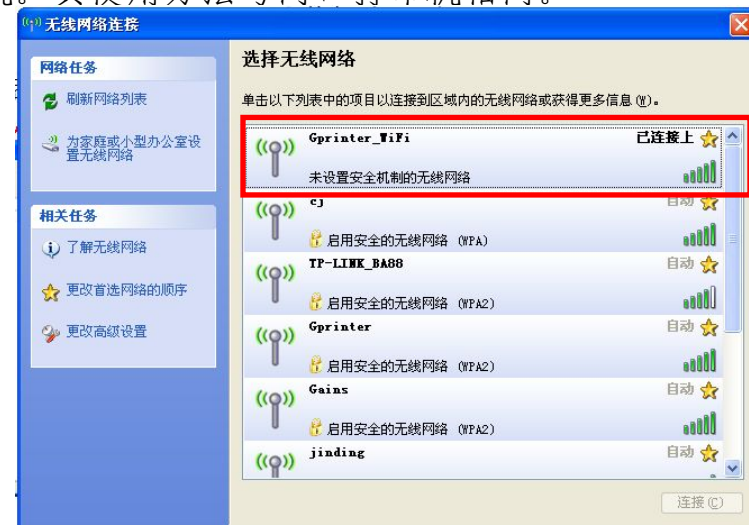 无线网络连接
网络任务
刷新网络列表
为家庭或小型办公室设
置无线网络
相关任务
了解无线网络
更改首选网络的顺序
更改高级设置
选择无线网络
单击以下列表中的项目以连接到区域内的无线网络或获得更多信息(W)。
Gprinter_WiFi 已连接上
未设置安全机制的无线网络
cj 自动
启用安全的无线网络 (WPA)
TP-LINK_BA88 自动
启用安全的无线网络 (WPA2)
Gprinter 自动
启用安全的无线网络 (WPA2)
Gains 自动
启用安全的无线网络 (WPA2)
jinding 自动
连接(C)